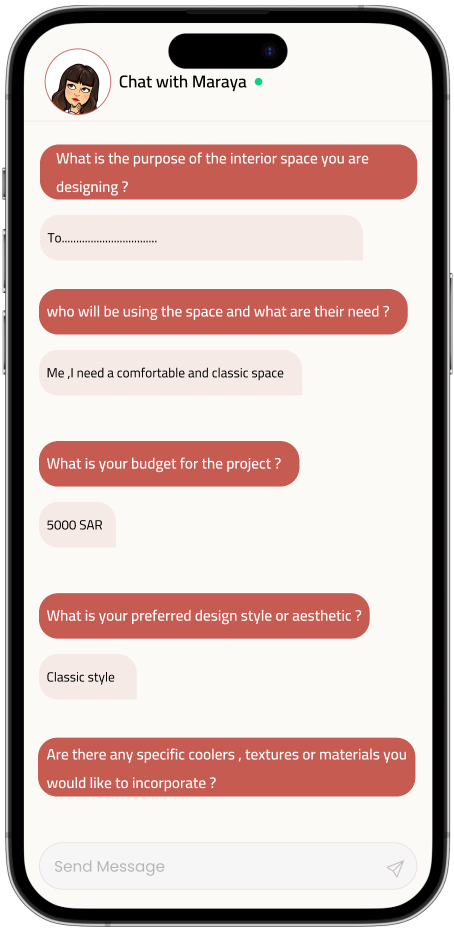 Chat with Maraya
What is the purpose of the interior space you are
designing ?
To.................................
who will be using the space and what are their need ?
Me ,I need a comfortable and classic space
What is your budget for the project ?
5000 SAR
What is your preferred design style or aesthetic ?
Classic style
Are there any specific coolers , textures or materials you
would like to incorporate ?
Send Message